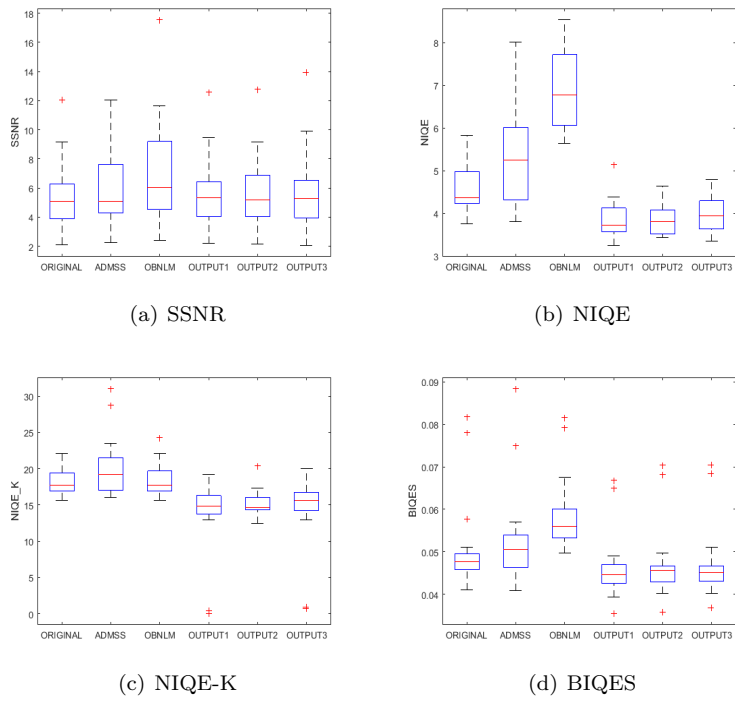 18
16
14
12
10
8
6
4
2
SSNR
ORIGINAL ADMSS OBNLM OUTPUT1 OUTPUT2 OUTPUT3
(a) SSNR
8
7
6
5
4
3
NIQE
ORIGINAL ADMSS OBNLM OUTPUT1 OUTPUT2 OUTPUT3
(b) NIQE
30
25
20
15
10
5
0
NIQE_K
ORIGINAL ADMSS OBNLM OUTPUT1 OUTPUT2 OUTPUT3
(c) NIQE-K
0.09
0.08
0.07
0.06
0.05
0.04
BIQES
ORIGINAL ADMSS OBNLM OUTPUT1 OUTPUT2 OUTPUT3
(d) BIQES